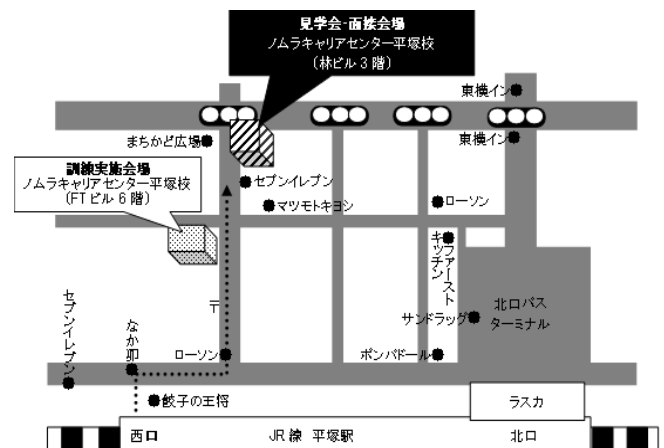 見学会・面接会場
ノムラキャリアセンター平塚校
(林ビル3階)
東横イン
まちかど広場
東横イン
訓練実施会場
ノムラキャリアセンター平塚校
(FTビル6階)
セブンイレブン
マツモトキヨシ
ローソン
ファースト
キッチン
〒
サンドラッグ
北口バス
ターミナル
セブンイレブン
なか卯
ローソン
ポンパドール
餃子の王将
ラスカ
西口
JR線 平塚駅
北口